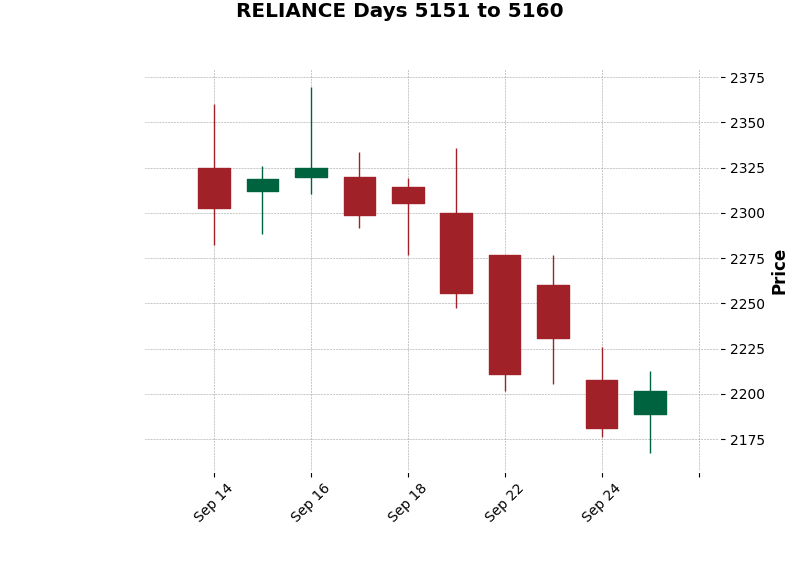 RELIANCE Days 5151 to 5160
2375
2350
2325
2300
2275
2250
2225
2200
2175
Price
Sep 14
Sep 16
Sep 18
Sep 22
Sep 24